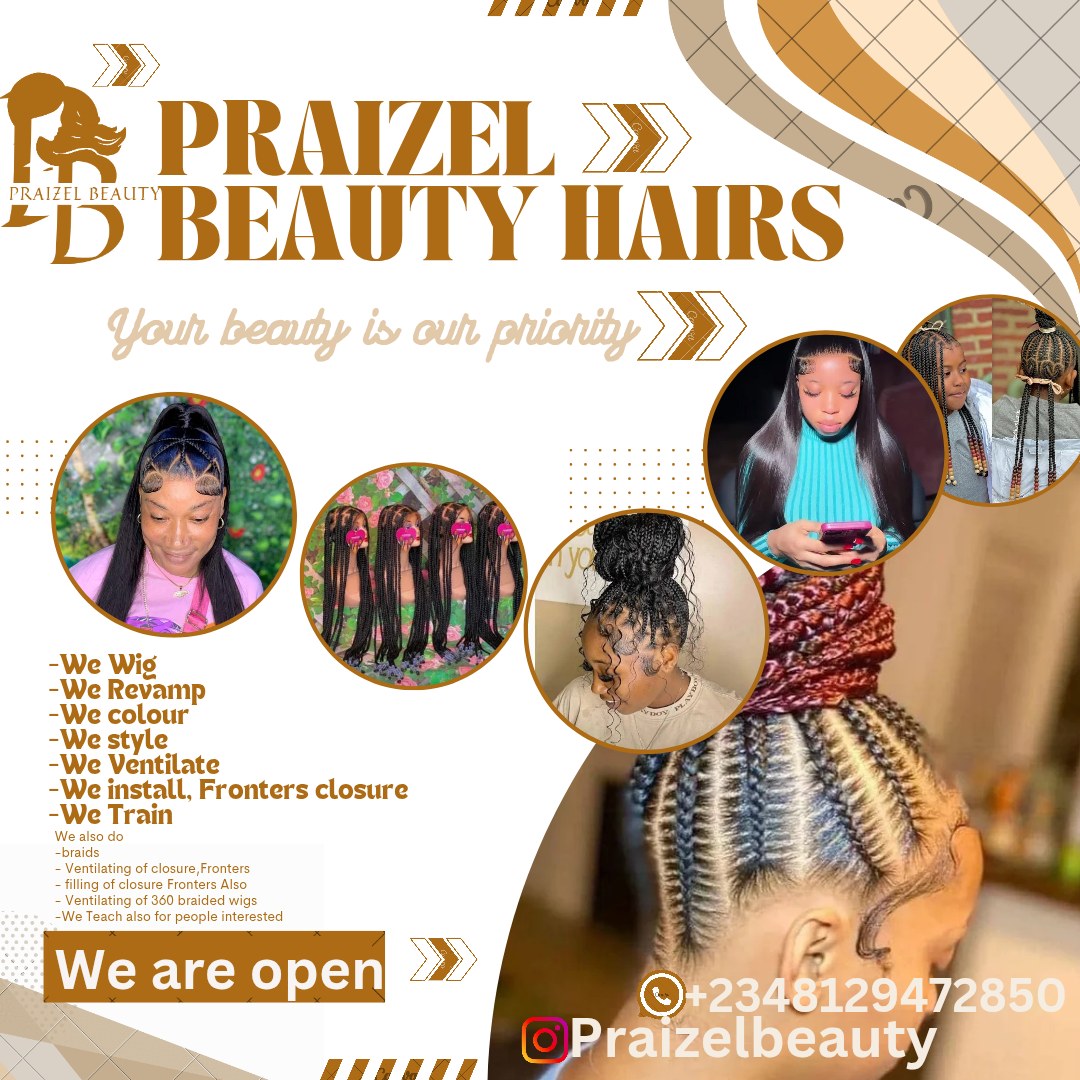 PRAIZEL
BEAUTY HAIRS
PRAIZEL BEAUTY
Your beauty is our priority
-We Wig
-We Revamp
-We colour
-We style
-We Ventilate
-We install, Fronters closure
-We Train
We also do
-braids
- Ventilating of closure,Fronters
- filling of closure Fronters Also
- Ventilating of 360 braided wigs
-We Teach also for people interested
We are open
+2348129472850
Praizelbeauty